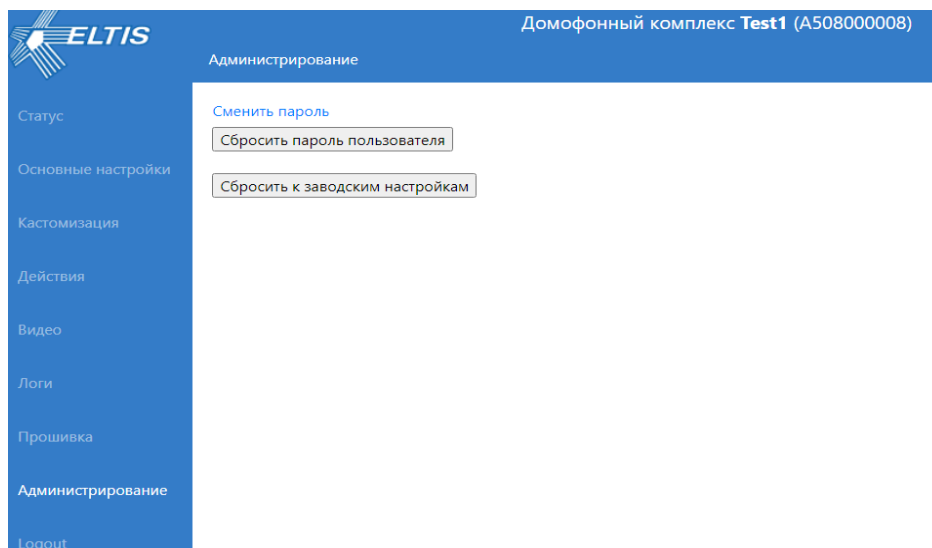 ELTIS
Домофонный комплекс Test1 (A508000008)
Администрирование
Статус
Основные настройки
Кастомизация
Действия
Видео
Логи
Прошивка
Администрирование
Logout
Сменить пароль
Сбросить пароль пользователя
Сбросить к заводским настройкам